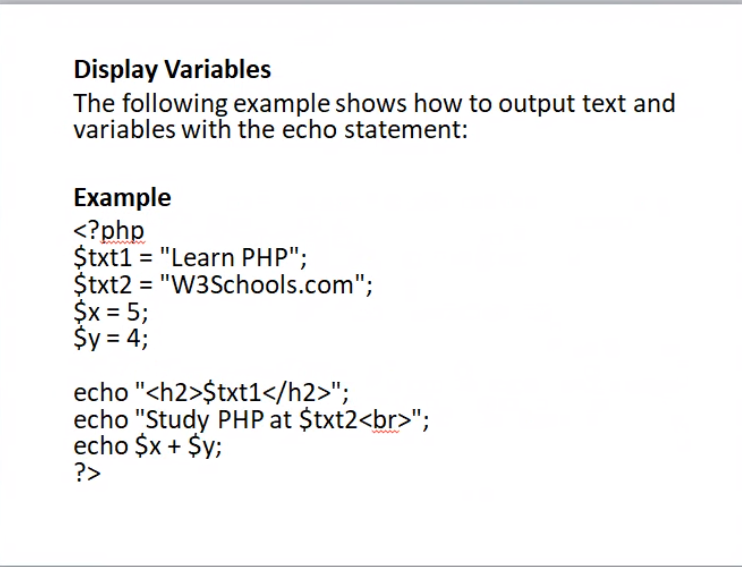 Display Variables
The following example shows how to output text and
variables with the echo statement:
Example
<?php
$txt1 = "Learn PHP";
$txt2 = "W3Schools.com";
$x = 5;
$y = 4;
echo "<h2>$txt1</h2>";
echo "Study PHP at $txt2<br>";
echo $x + $y;
?>